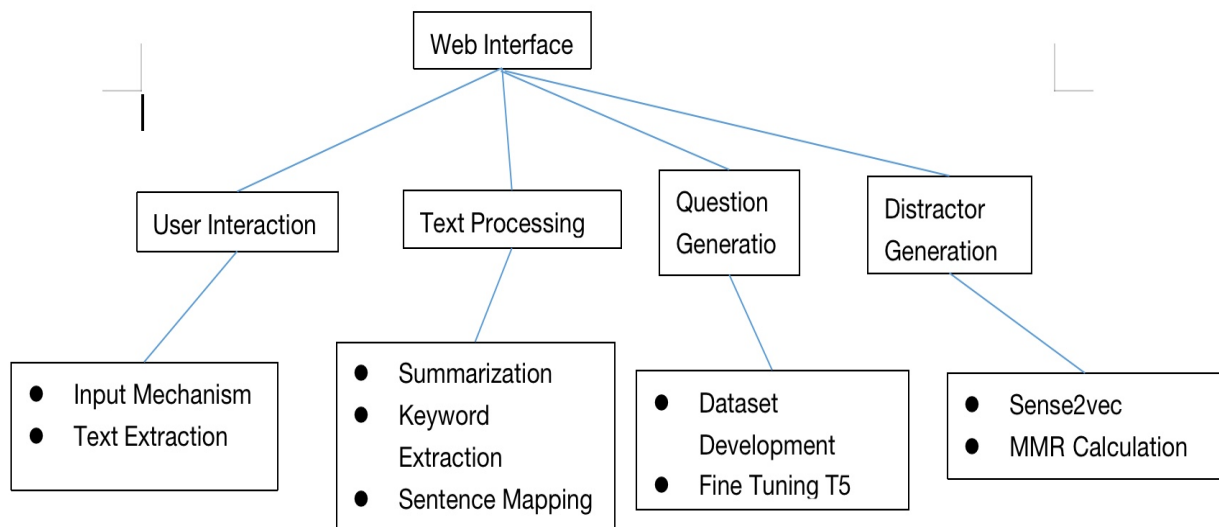 Web Interface
User Interaction
Text Processing
Question
Generatio
Distractor
Generation
● Input Mechanism
● Text Extraction
● Summarization
● Keyword
Extraction
● Sentence Mapping
● Dataset
Development
● Fine Tuning T5
● Sense2vec
● MMR Calculation